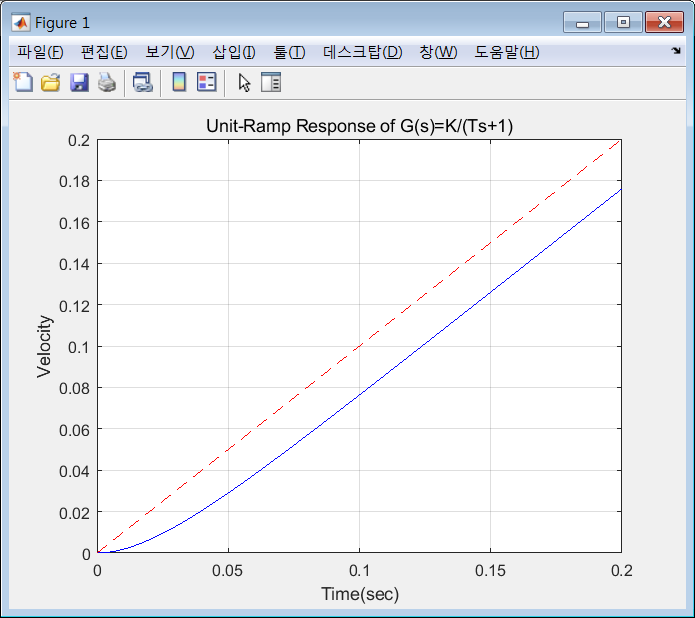 Figure 1
파일(F) 편집(E) 보기(V) 삽입(I) 툴(T) 데스크탑(D) 창(W) 도움말(H)
Unit-Ramp Response of G(s)=K/(Ts+1)
0.2
0.18
0.16
0.14
0.12
0.1
0.08
0.06
0.04
0.02
0
Velocity
0 0.05 0.1 0.15 0.2
Time(sec)